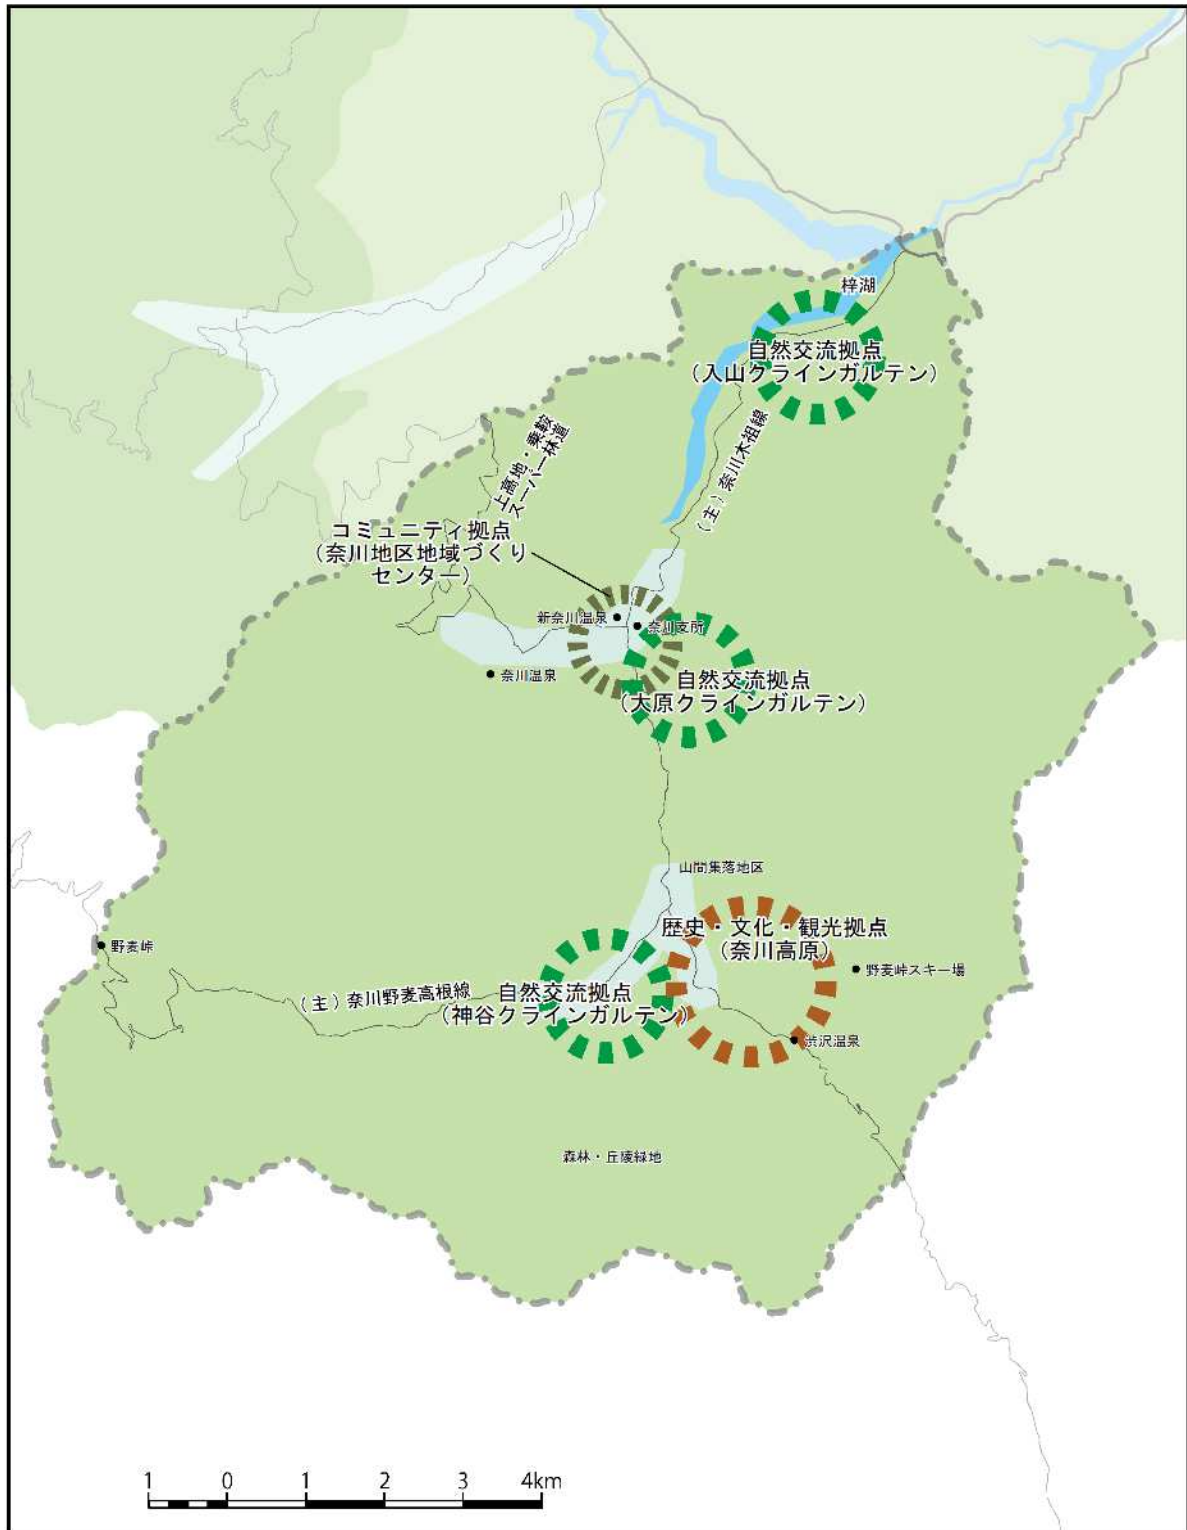 梓湖
自然交流拠点
（入山クラインガルテン）
（主）奈川木祖線
上高地・乗鞍
スーパー林道
コミュニティ拠点
（奈川地区地域づくり
センター）
新奈川温泉
奈川支所
奈川温泉
自然交流拠点
（大原クラインガルテン）
山間集落地区
歴史・文化・観光拠点
（奈川高原）
野麦峠
野麦峠スキー場
（主）奈川野麦高根線
自然交流拠点
（神谷クラインガルテン）
渋沢温泉
森林・丘陵緑地
1 0 1 2 3 4km